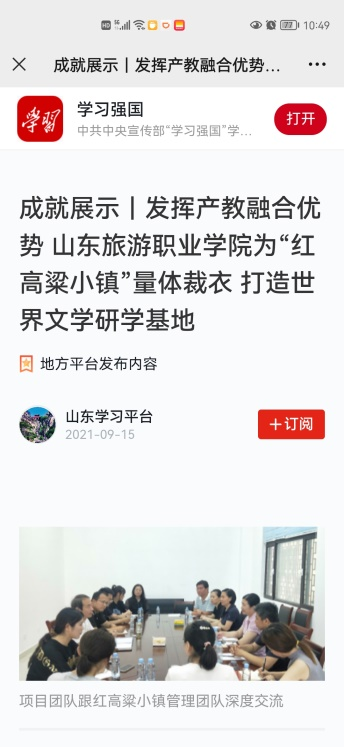 HD 5G 10:49
成就展示丨发挥产教融合优势...
学習
学习强国
中共中央宣传部“学习强国”学...
打开
成就展示丨发挥产教融合优
势 山东旅游职业学院为“红
高粱小镇”量体裁衣 打造世
界文学研学基地
地方平台发布内容
山东学习平台
2021-09-15
+订阅
项目团队跟红高粱小镇管理团队深度交流